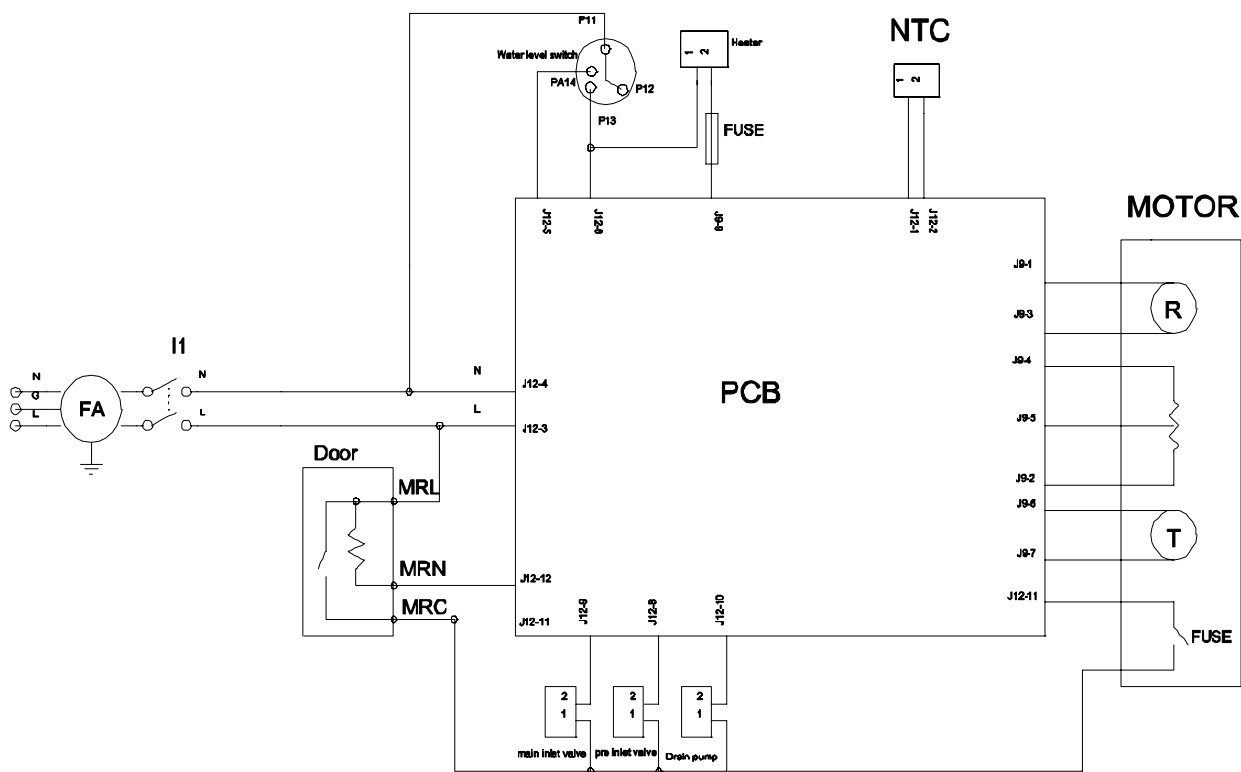 P11
Water level switch
PA14
P12
P13
1
2
Heater
FUSE
NTC
1
2
J12-5
J12-6
J9-9
J12-1
J12-2
MOTOR
J9-1
R
J9-3
J9-4
J9-5
J9-2
J9-6
T
J9-7
J12-11
FUSE
I1
N
G
L
FA
N
L
N
L
J12-4
J12-3
PCB
Door
MRL
MRN
MRC
J12-12
J12-11
J12-9
J12-8
J12-10
2
1
2
1
2
1
main inlet valve
pre inlet valve
Drain pump